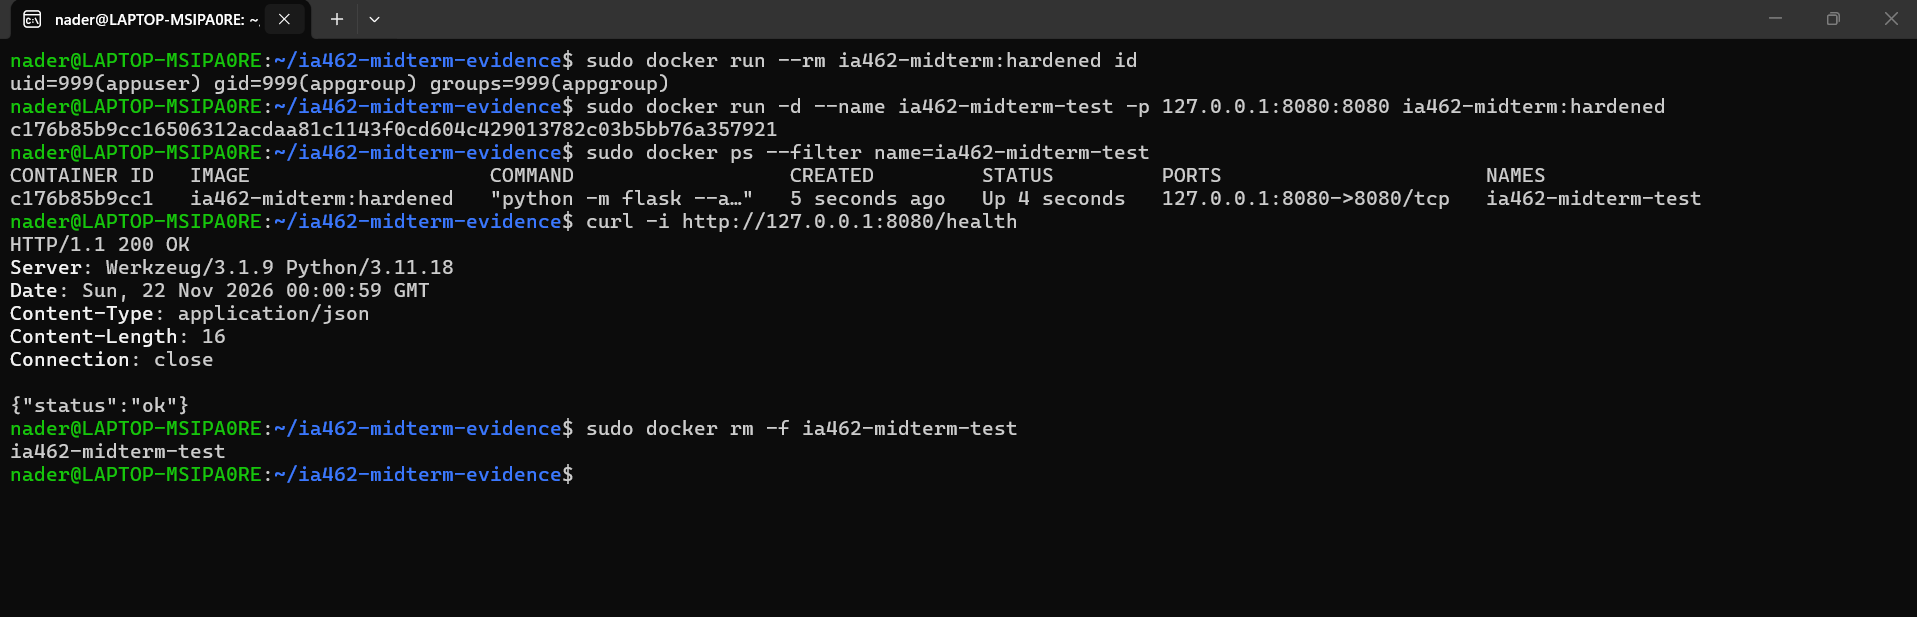 nader@LAPTOP-MSIPA0RE: ~,
nader@LAPTOP-MSIPA0RE:~/ia462-midterm-evidence$ sudo docker run --rm ia462-midterm:hardened id
uid=999(appuser) gid=999(appgroup) groups=999(appgroup)
nader@LAPTOP-MSIPA0RE:~/ia462-midterm-evidence$ sudo docker run -d --name ia462-midterm-test -p 127.0.0.1:8080:8080 ia462-midterm:hardened
c176b85b9cc16506312acdaa81c1143f0cd604c429013782c03b5bb76a357921
nader@LAPTOP-MSIPA0RE:~/ia462-midterm-evidence$ sudo docker ps --filter name=ia462-midterm-test
CONTAINER ID   IMAGE                    COMMAND                  CREATED         STATUS         PORTS                      NAMES
c176b85b9cc1   ia462-midterm:hardened   "python -m flask --a…"   5 seconds ago   Up 4 seconds   127.0.0.1:8080->8080/tcp   ia462-midterm-test
nader@LAPTOP-MSIPA0RE:~/ia462-midterm-evidence$ curl -i http://127.0.0.1:8080/health
HTTP/1.1 200 OK
Server: Werkzeug/3.1.9 Python/3.11.18
Date: Sun, 22 Nov 2026 00:00:59 GMT
Content-Type: application/json
Content-Length: 16
Connection: close

{"status":"ok"}
nader@LAPTOP-MSIPA0RE:~/ia462-midterm-evidence$ sudo docker rm -f ia462-midterm-test
ia462-midterm-test
nader@LAPTOP-MSIPA0RE:~/ia462-midterm-evidence$